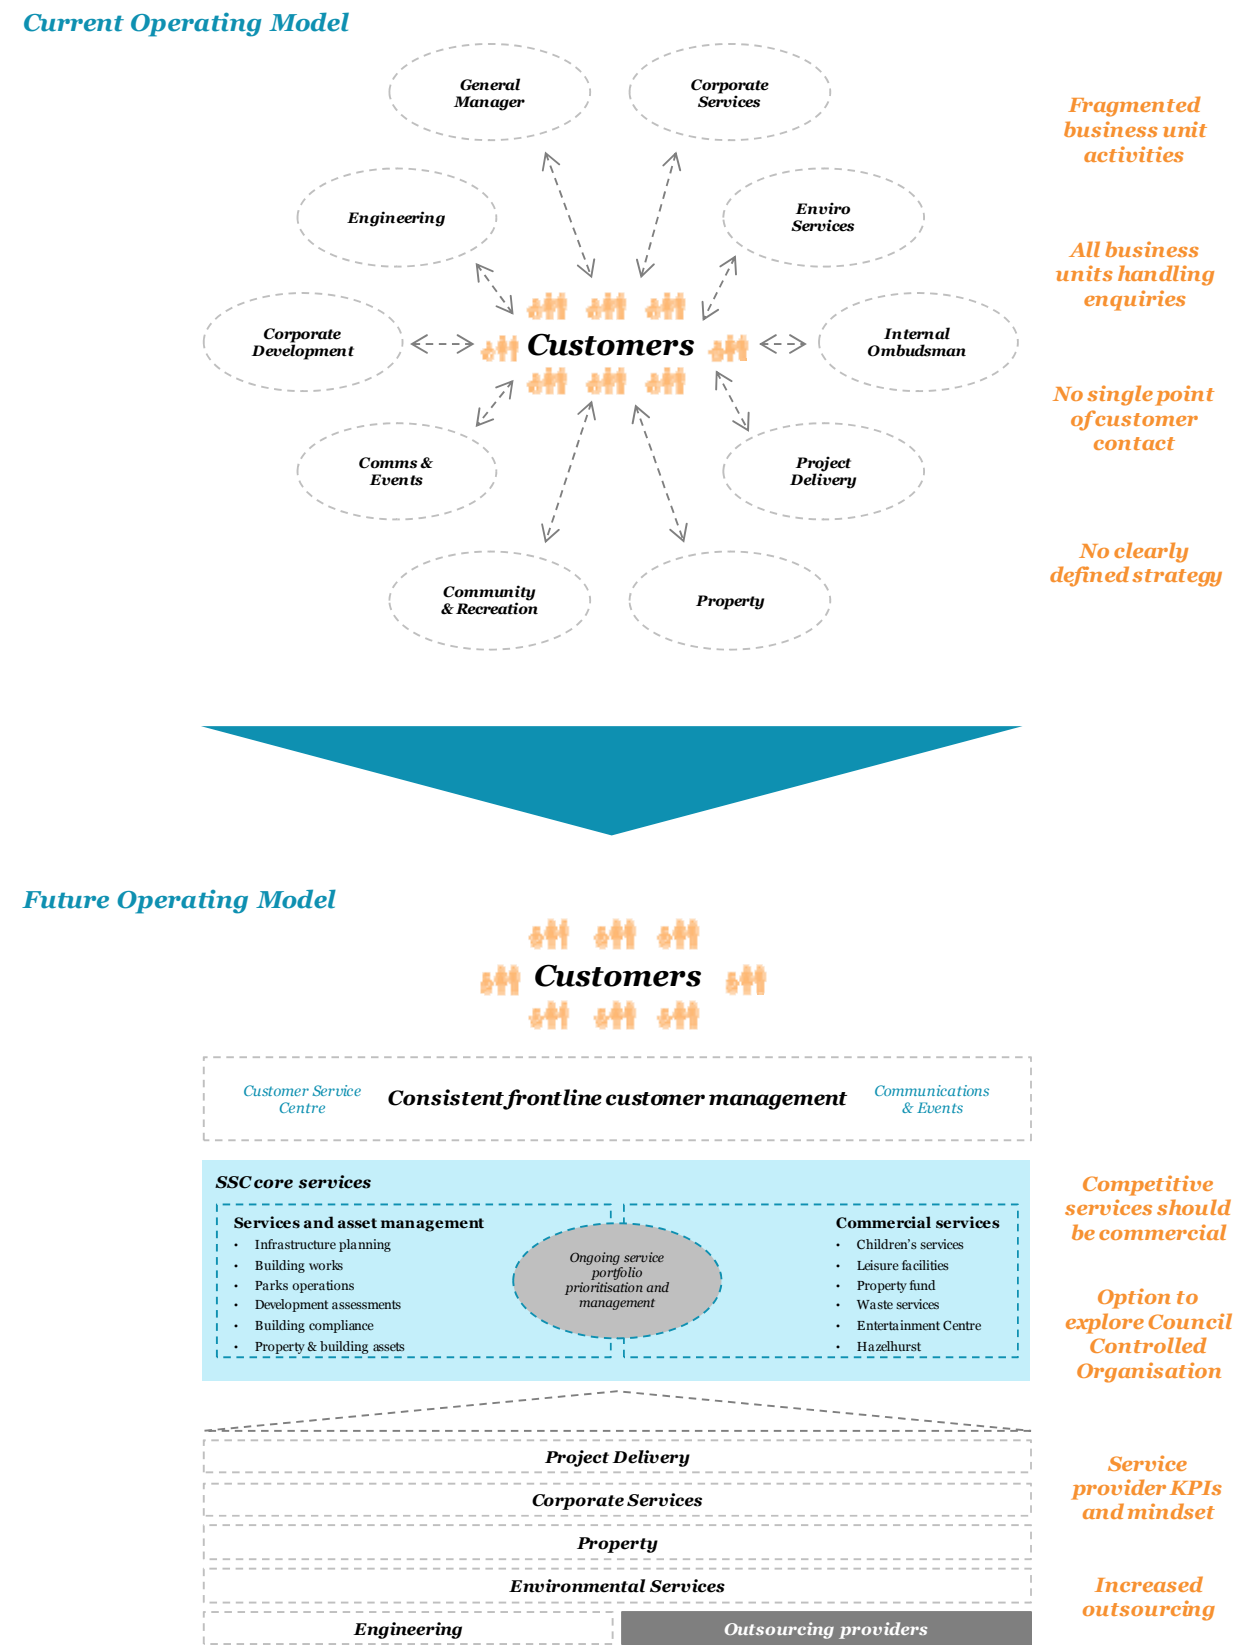 Current Operating Model
General
Manager
Corporate
Services
Fragmented
business unit
activities
Engineering
Enviro
Services
All business
units handling
enquiries
Corporate
Development
Customers
Internal
Ombudsman
No single point
of customer
contact
Comms &
Events
Project
Delivery
No clearly
defined strategy
Community
& Recreation
Property
Future Operating Model
Customers
Customer Service
Centre
Consistent frontline customer management
Communications
& Events
SSC core services
Services and asset management
• Infrastructure planning
• Building works
• Parks operations
• Development assessments
• Building compliance
• Property & building assets
Ongoing service
portfolio
prioritisation and
management
Commercial services
• Children's services
• Leisure facilities
• Property fund
• Waste services
• Entertainment Centre
• Hazelhurst
Competitive
services should
be commercial
Option to
explore Council
Controlled
Organisation
Project Delivery
Corporate Services
Property
Environmental Services
Engineering
Outsourcing providers
Service
provider KPIs
and mindset
Increased
outsourcing